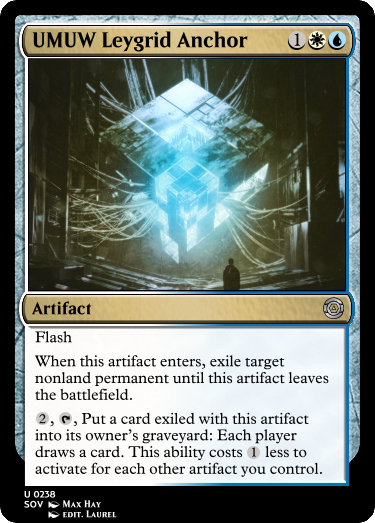 UMUW Leygrid Anchor 1
Artifact
Flash
When this artifact enters, exile target
nonland permanent until this artifact leaves
the battlefield.
2, , Put a card exiled with this artifact
into its owner's graveyard: Each player
draws a card. This ability costs 1 less to
activate for each other artifact you control.
U 0238
SOV Max Hay
edit. Laurel